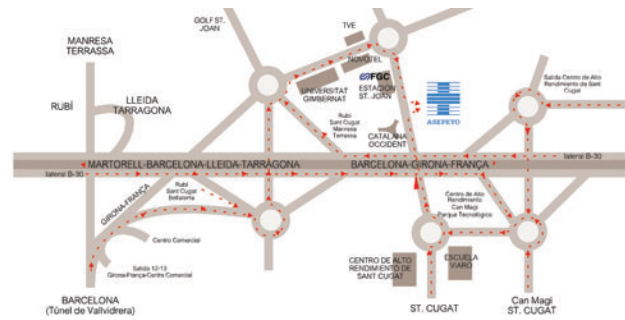 GOLF ST.
JOAN
TVE
MANRESA
TERRASSA
NOVOTEL
FGC
ESTACION
ST. JOAN
UNIVERSITAT
GIMBERNAT
Salida Centro de Alto
Rendimiento de Sant
Cugat
RUBÍ
LLEIDA
TARRAGONA
ASEPEYO
Rubí
Sant Cugat
Manresa
Terrassa
CATALANA
OCCIDENT
lateral B-30
MARTORELL-BARCELONA-LLEIDA-TARRAGONA
BARCELONA-GIRONA-FRANÇA
lateral B-30
Rubí
Sant Cugat
Bellaterra
GIRONA-FRANÇA
Centro de Alto
Rendimiento
Can Magí
Parque Tecnológico
Centro Comercial
Salida 12/13
Girona-França-Centre Comercial
CENTRO DE ALTO
RENDIMIENTO DE
SANT CUGAT
ESCUELA
VIARO
BARCELONA
(Túnel de Vallvidrera)
ST. CUGAT
Can Magí
ST. CUGAT